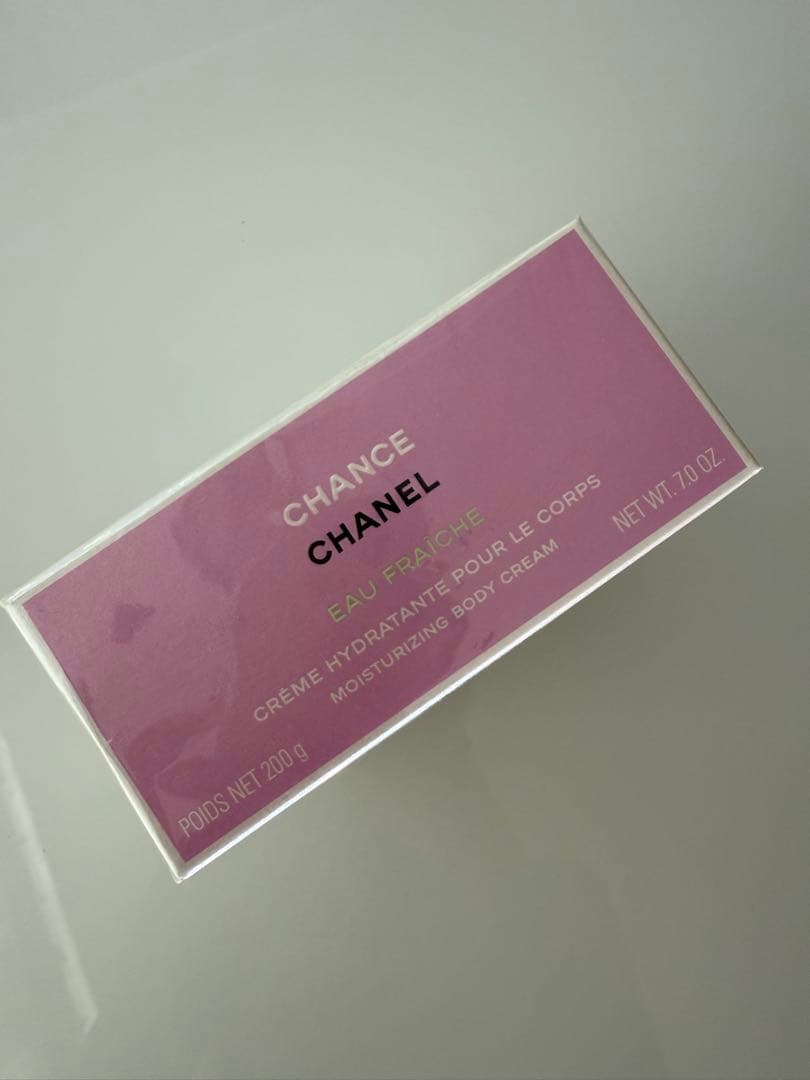 CHANCE
CHANEL
EAU FRAÎCHE
CRÈME HYDRATANTE POUR LE CORPS
MOISTURIZING BODY CREAM
POIDS NET 200 g
NET WT. 7.0 OZ.